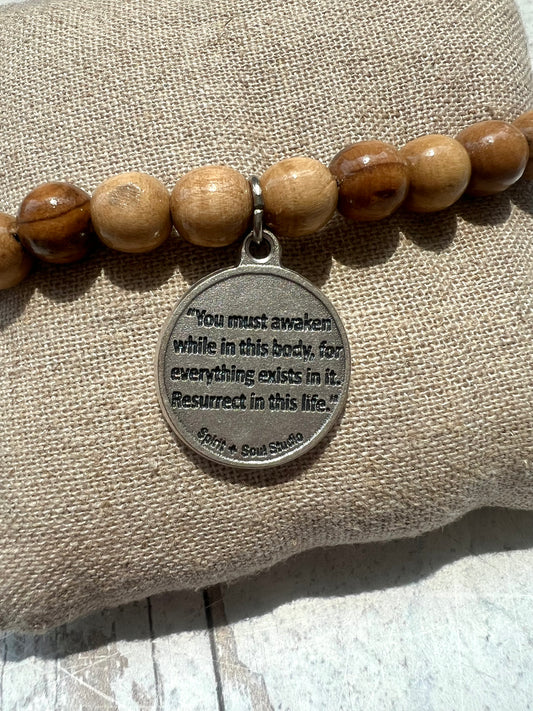 "You must awaken
while in this body, for
everything exists in it.
Resurrect in this life."
Spirit + Soul Studio